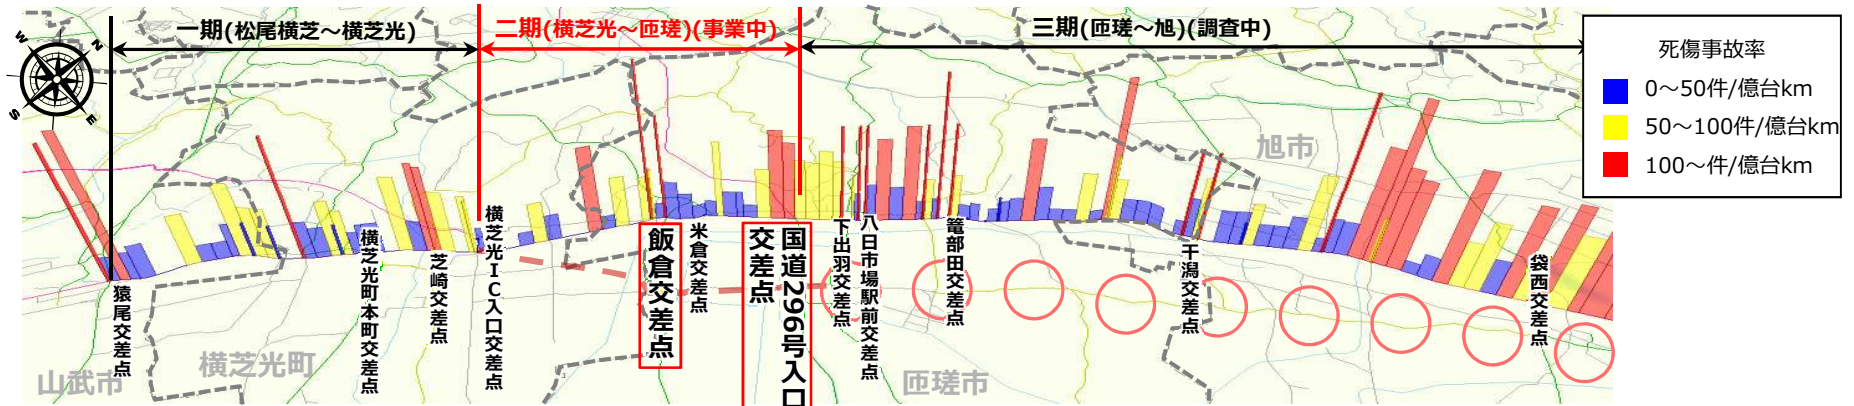 一期(松尾横芝～横芝光)
二期(横芝光～匝瑳)(事業中)
三期(匝瑳～旭)(調査中)
死傷事故率
0～50件/億台km
50～100件/億台km
100～件/億台km
W
N
S
E
旭市
山武市
横芝光町
匝瑳市
猿尾交差点
横芝光町本町交差点
芝崎交差点
横芝光IC入口交差点
飯倉交差点
米倉交差点
国道296号入口
交差点
下出羽交差点
八日市場駅前交差点
篭部田交差点
干潟交差点
袋西交差点